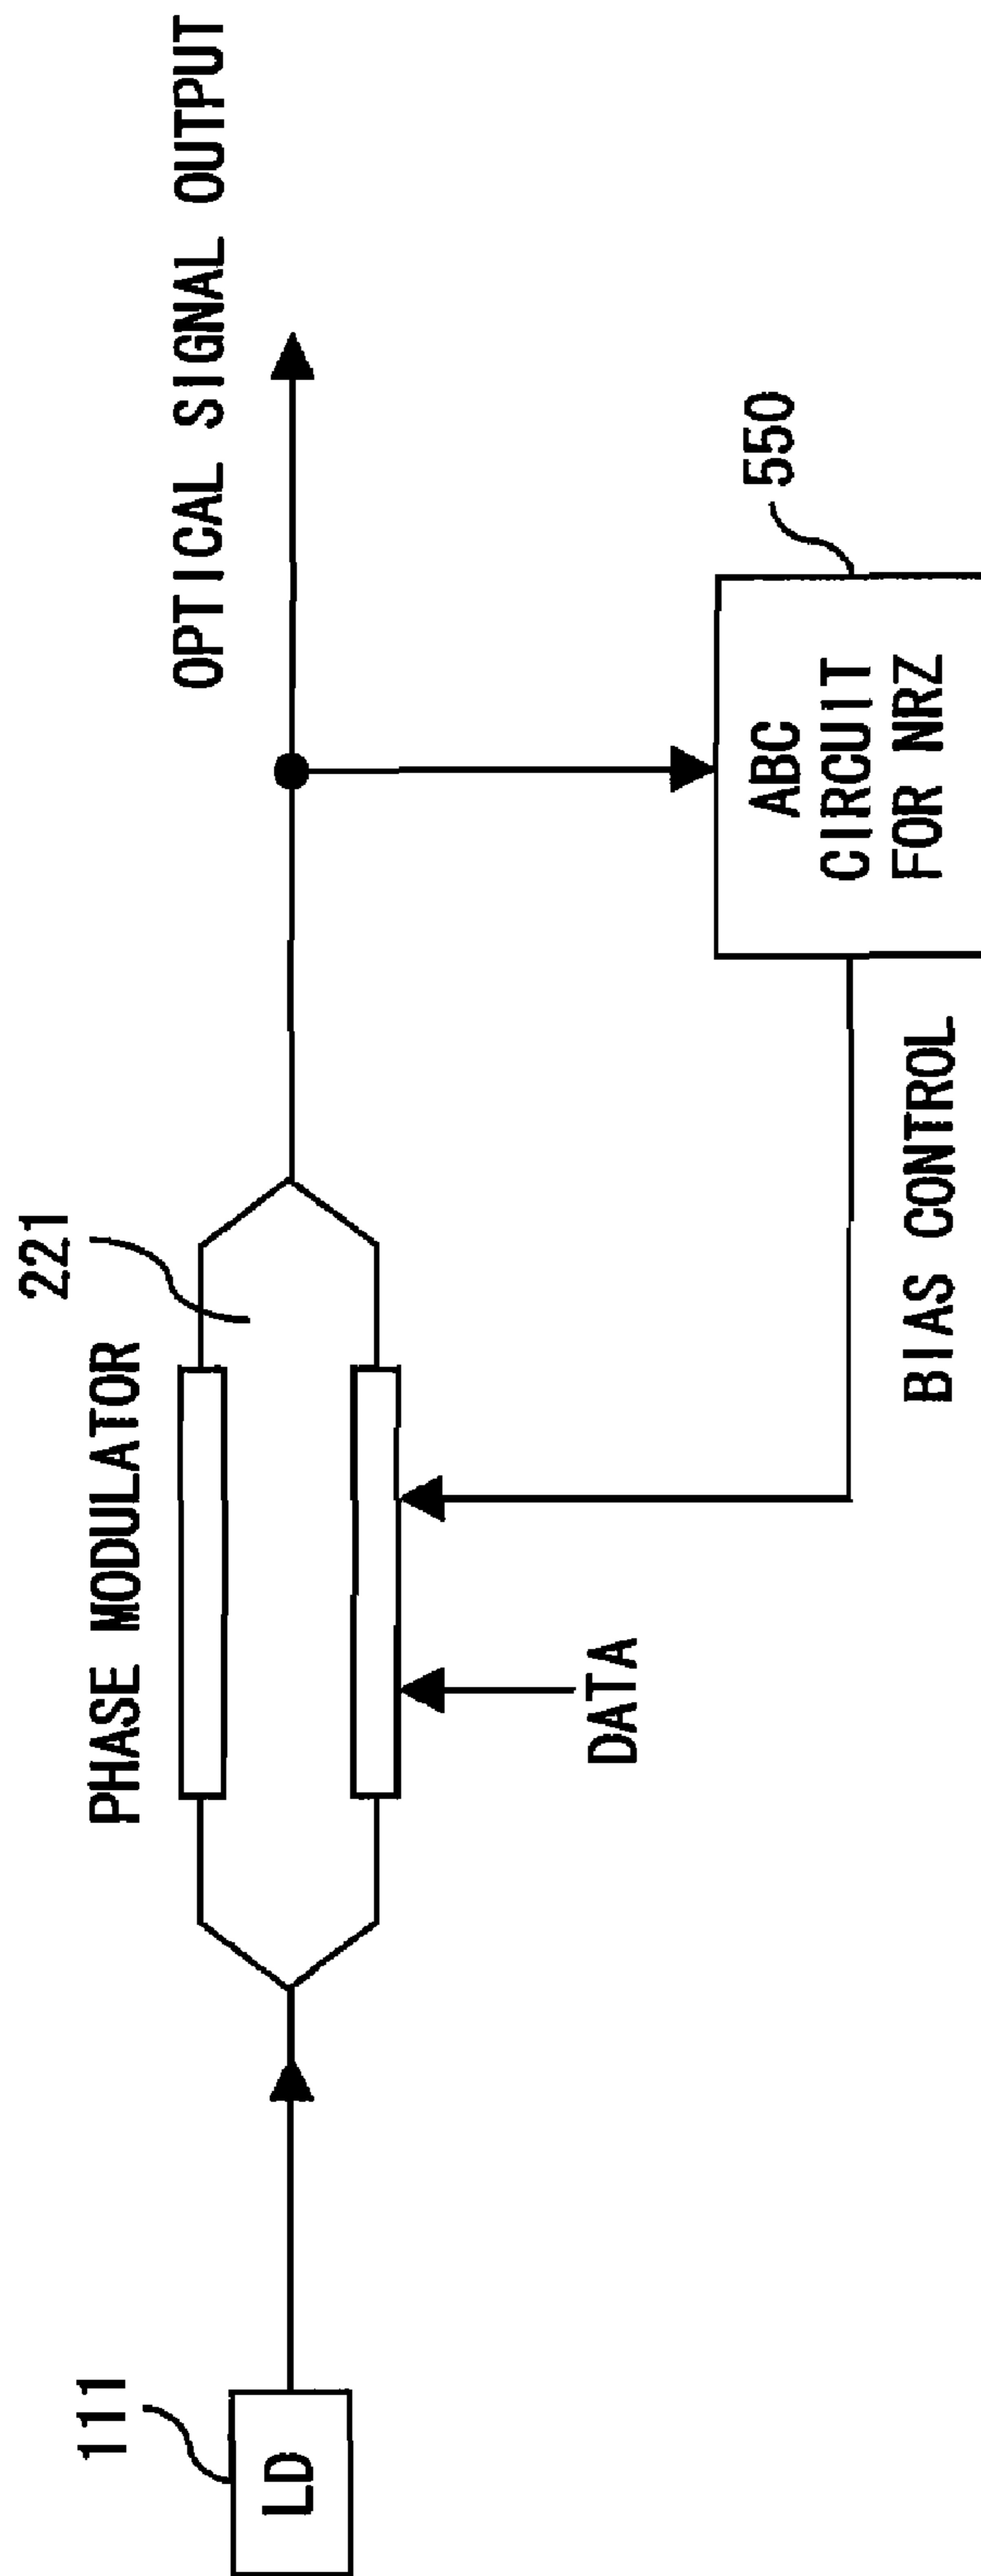 OPTICAL SIGNAL OUTPUT
221
PHASE MODULATOR
111
LD
DATA
BIAS CONTROL
550
ABC
CIRCUIT
FOR NRZ